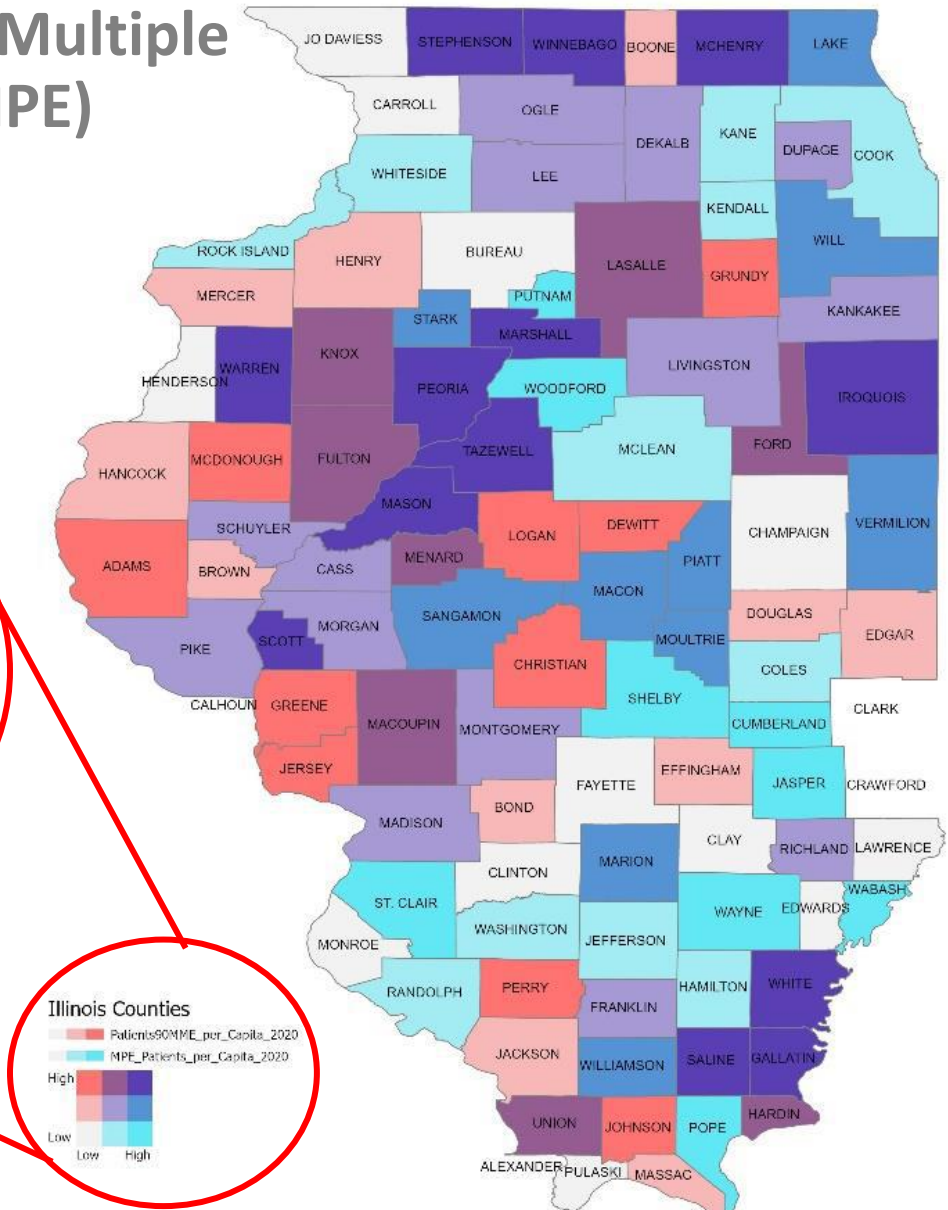 Multiple
IPE)
JO DAVIESS
STEPHENSON
WINNEBAGO
BOONE
MCHENRY
LAKE
CARROLL
OGLE
DEKALB
KANE
DUPAGE
COOK
WHITESIDE
LEE
KENDALL
WILL
ROCK ISLAND
HENRY
BUREAU
LASALLE
GRUNDY
MERCER
PUTNAM
KANKAKEE
STARK
MARSHALL
HENDERSON
WARREN
KNOX
PEORIA
WOODFORD
LIVINGSTON
IROQUOIS
HANCOCK
MCDONOUGH
FULTON
TAZEWELL
MCLEAN
FORD
MASON
SCHUYLER
LOGAN
DEWITT
CHAMPAIGN
VERMILION
ADAMS
BROWN
CASS
MENARD
PIATT
MACON
PIKE
SCOTT
MORGAN
SANGAMON
MOULTRIE
DOUGLAS
EDGAR
CHRISTIAN
COLES
CALHOUN
GREENE
MACOUPIN
MONTGOMERY
SHELBY
CUMBERLAND
CLARK
JERSEY
FAYETTE
EFFINGHAM
JASPER
CRAWFORD
MADISON
BOND
CLAY
RICHLAND
LAWRENCE
CLINTON
MARION
ST. CLAIR
WASHINGTON
WAYNE
EDWARDS
WABASH
MONROE
JEFFERSON
RANDOLPH
PERRY
FRANKLIN
HAMILTON
WHITE
JACKSON
WILLIAMSON
SALINE
GALLATIN
UNION
JOHNSON
POPE
HARDIN
ALEXANDER
PULASKI
MASSAC
Illinois Counties
Patients90MME_per_Capita_2020
MPE_Patients_per_Capita_2020
High
Low
Low High